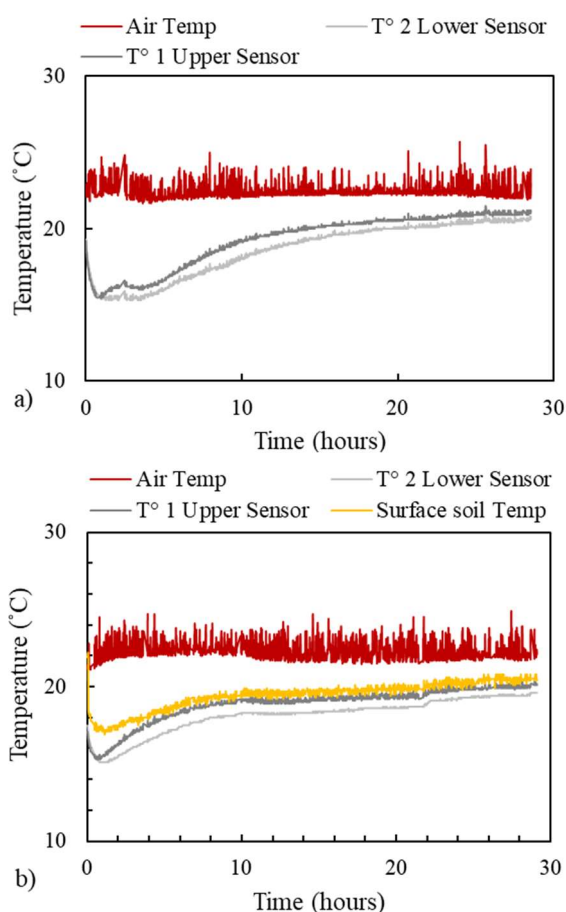 Air Temp T° 2 Lower Sensor
T° 1 Upper Sensor
30
20
10
Temperature (˚C)
0 10 20 30
Time (hours)
a)
Air Temp T° 2 Lower Sensor
T° 1 Upper Sensor Surface soil Temp
30
20
10
Temperature (˚C)
0 10 20 30
Time (hours)
b)